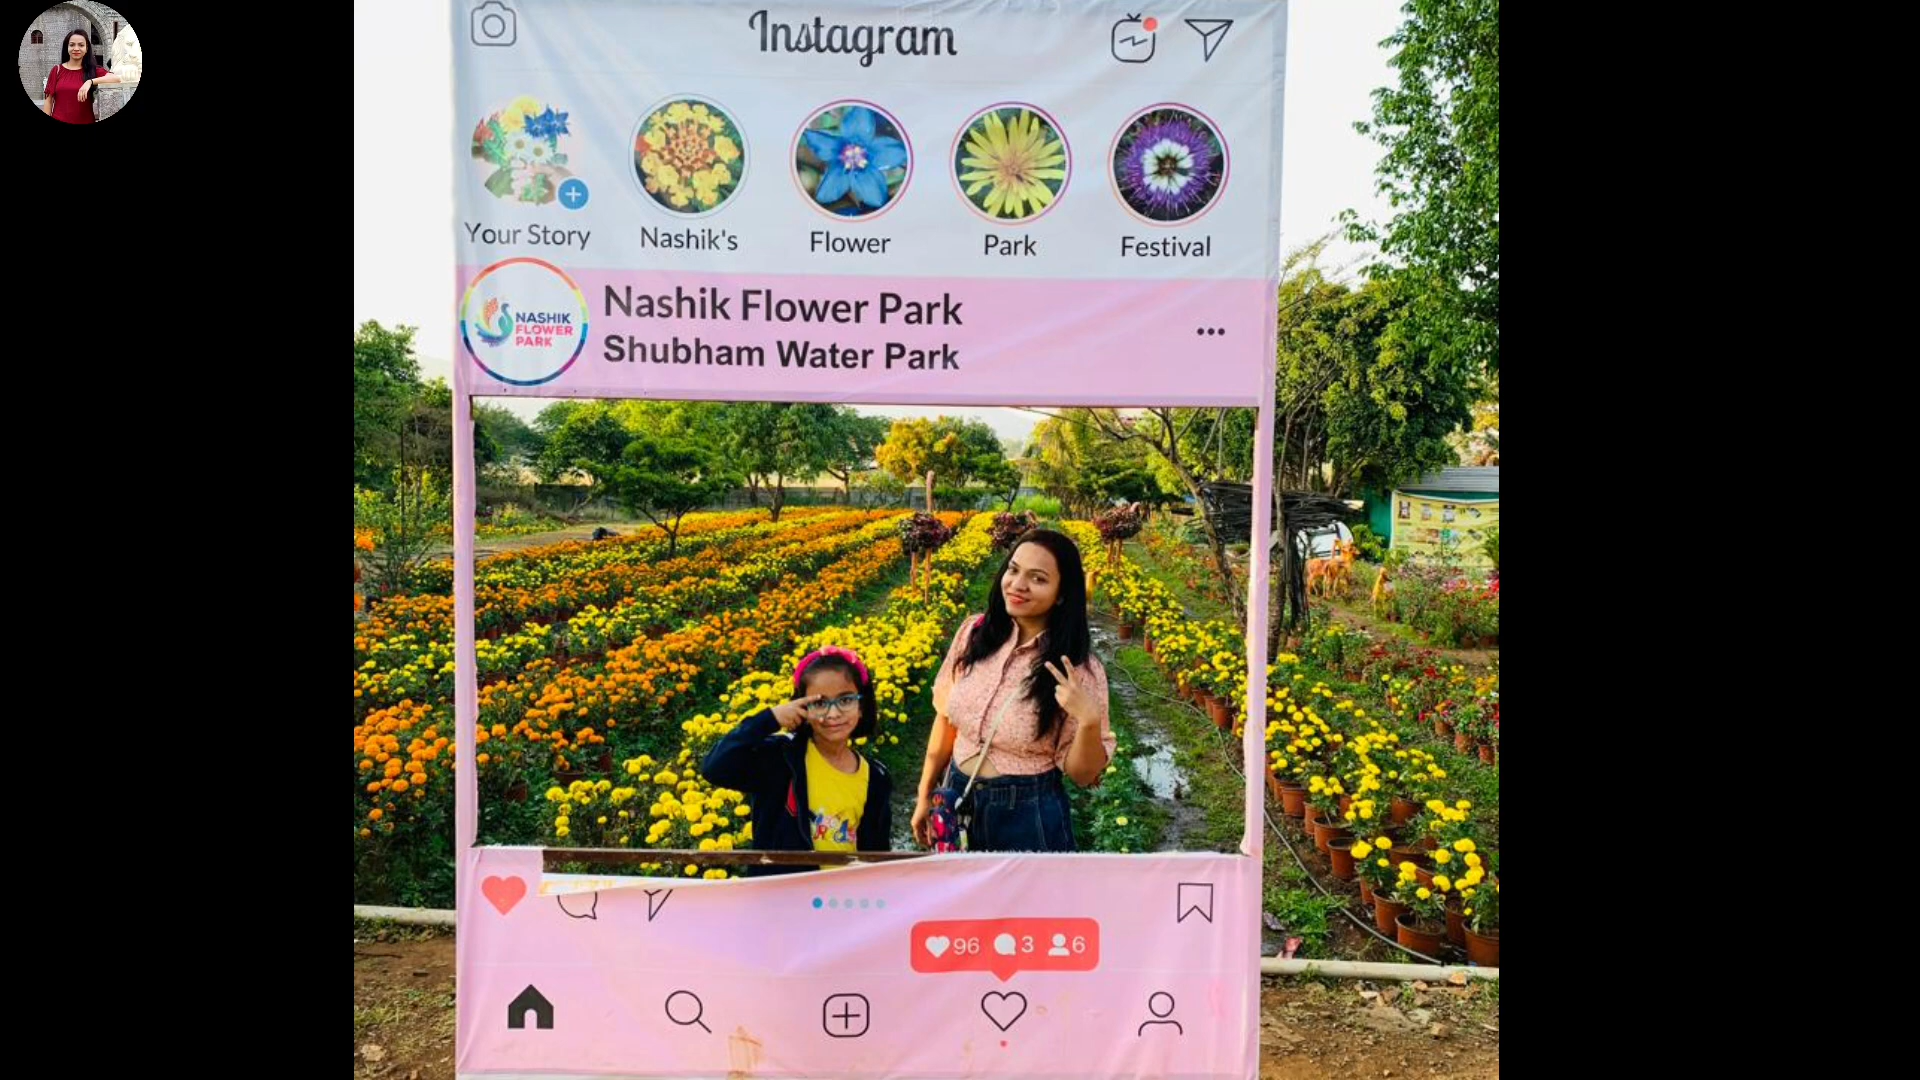 Instagram
Your Story
Nashik's
Flower
Park
Festival
NASHIK
FLOWER
PARK
Nashik Flower Park
Shubham Water Park
96 3 6